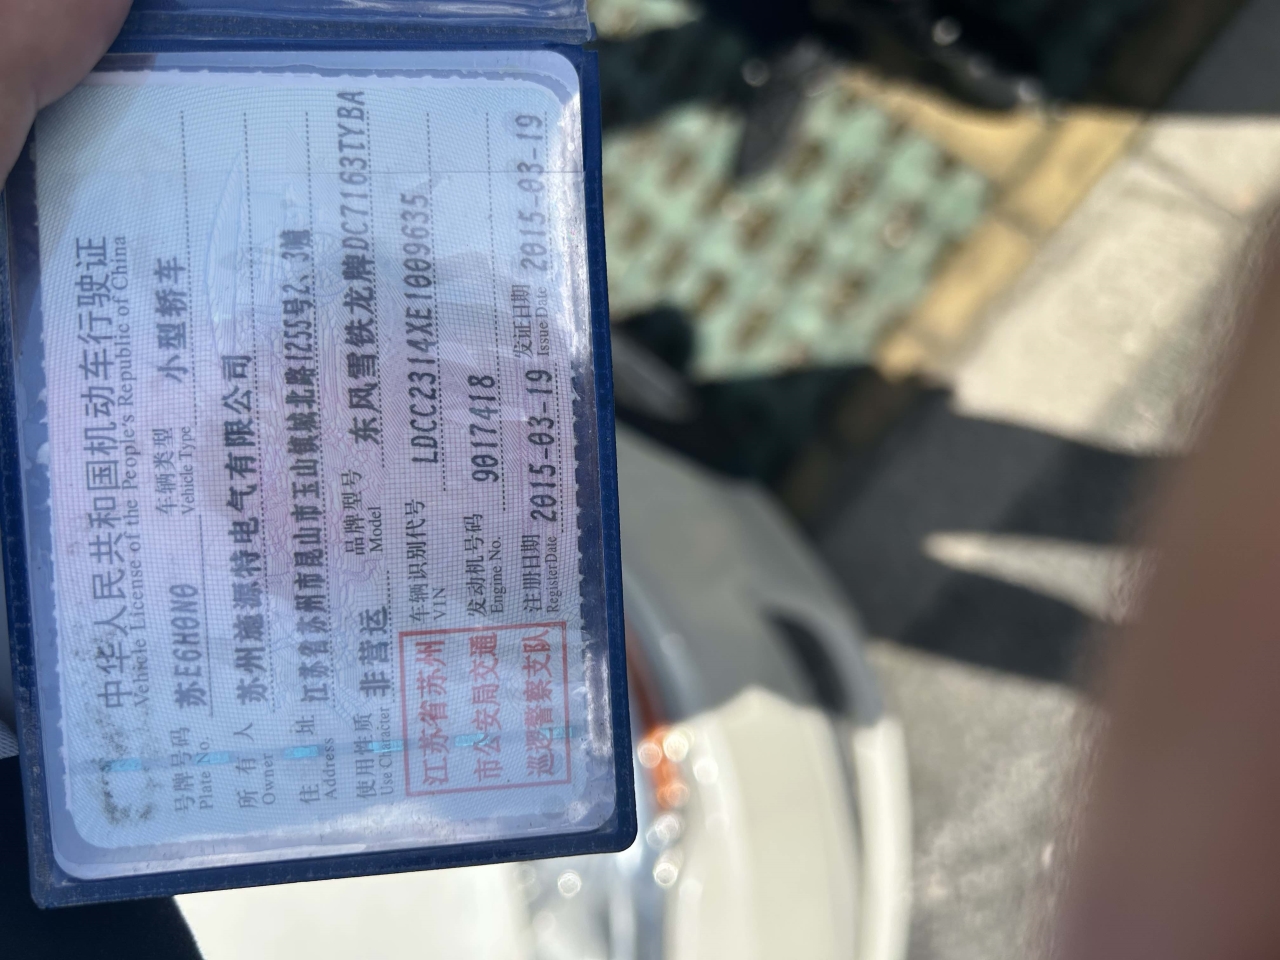 中华人民共和国机动车行驶证
Vehicle License of the People's Republic of China
号牌号码 苏E6H0N0 车辆类型 小型轿车
Plate No. Vehicle Type
所有人 苏州施源特电气有限公司
Owner
住址 江苏省苏州市昆山市玉山镇城北路1255号2、3幢
Address
使用性质 非营运 品牌型号 东风雪铁龙牌DC7163TYBA
Use Character Model
江苏省苏州
市公安局交通
巡逻警察支队
车辆识别代号 LDCC2314XE1009635
VIN
发动机号码 9017418
Engine No.
注册日期 2015-03-19 发证日期 2015-03-19
Register Date Issue Date